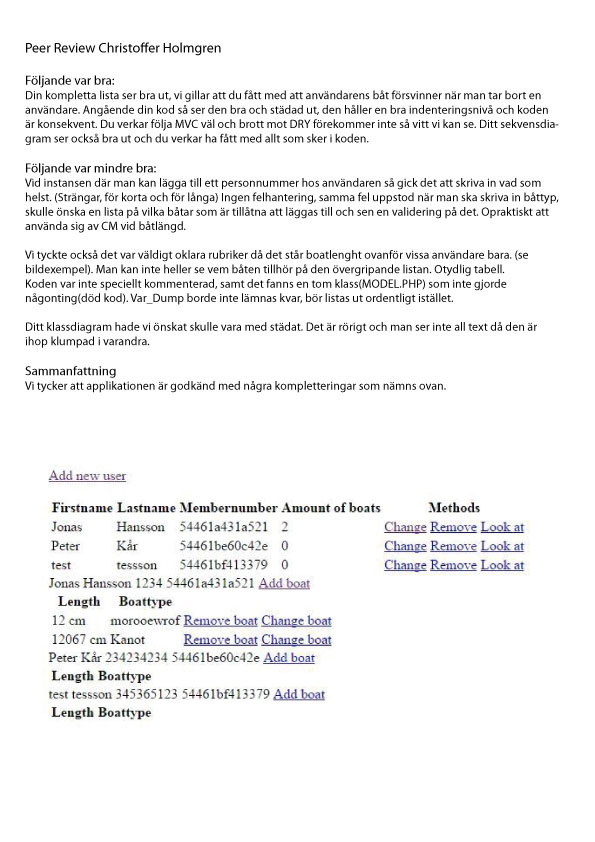 Peer Review Christoffer Holmgren
Följande var bra:
Din kompletta lista ser bra ut, vi gillar att du fått med att användarens båt försvinner när man tar bort en
användare. Angående din kod så ser den bra och städad ut, den håller en bra indenteringsnivå och koden
är konsekvent. Du verkar följa MVC väl och brott mot DRY förekommer inte så vitt vi kan se. Ditt sekvensdia-
gram ser också bra ut och du verkar ha fått med allt som sker i koden.
Följande var mindre bra:
Vid instansen där man kan lägga till ett personnummer hos användaren så gick det att skriva in vad som
helst. (Strängar, för korta och för långa) Ingen felhantering, samma fel uppstod när man ska skriva in båttyp,
skulle önska en lista på vilka båtar som är tillåtna att läggas till och sen en validering på det. Opraktiskt att
använda sig av CM vid båtlängd.
Vi tyckte också det var väldigt oklara rubriker då det står boatlenght ovanför vissa användare bara. (se
bildexempel). Man kan inte heller se vem båten tillhör på den övergripande listan. Otydlig tabell.
Koden var inte speciellt kommenterad, samt det fanns en tom klass(MODEL.PHP) som inte gjorde
någonting(död kod). Var_Dump borde inte lämnas kvar, bör listas ut ordentligt istället.
Ditt klassdiagram hade vi önskat skulle vara med städat. Det är rörigt och man ser inte all text då den är
ihop klumpad i varandra.
Sammanfattning
Vi tycker att applikationen är godkänd med några kompletteringar som nämns ovan.
Add new user
Firstname Lastname Membernumber Amount of boats Methods
Jonas Hansson 54461a431a521 2 Change Remove Look at
Peter Kår 54461be60c42e 0 Change Remove Look at
test tessson 54461bf413379 0 Change Remove Look at
Jonas Hansson 1234 54461a431a521 Add boat
Length Boattype
12 cm morooewrof Remove boat Change boat
12067 cm Kanot Remove boat Change boat
Peter Kår 234234234 54461be60c42e Add boat
Length Boattype
test tessson 345365123 54461bf413379 Add boat
Length Boattype